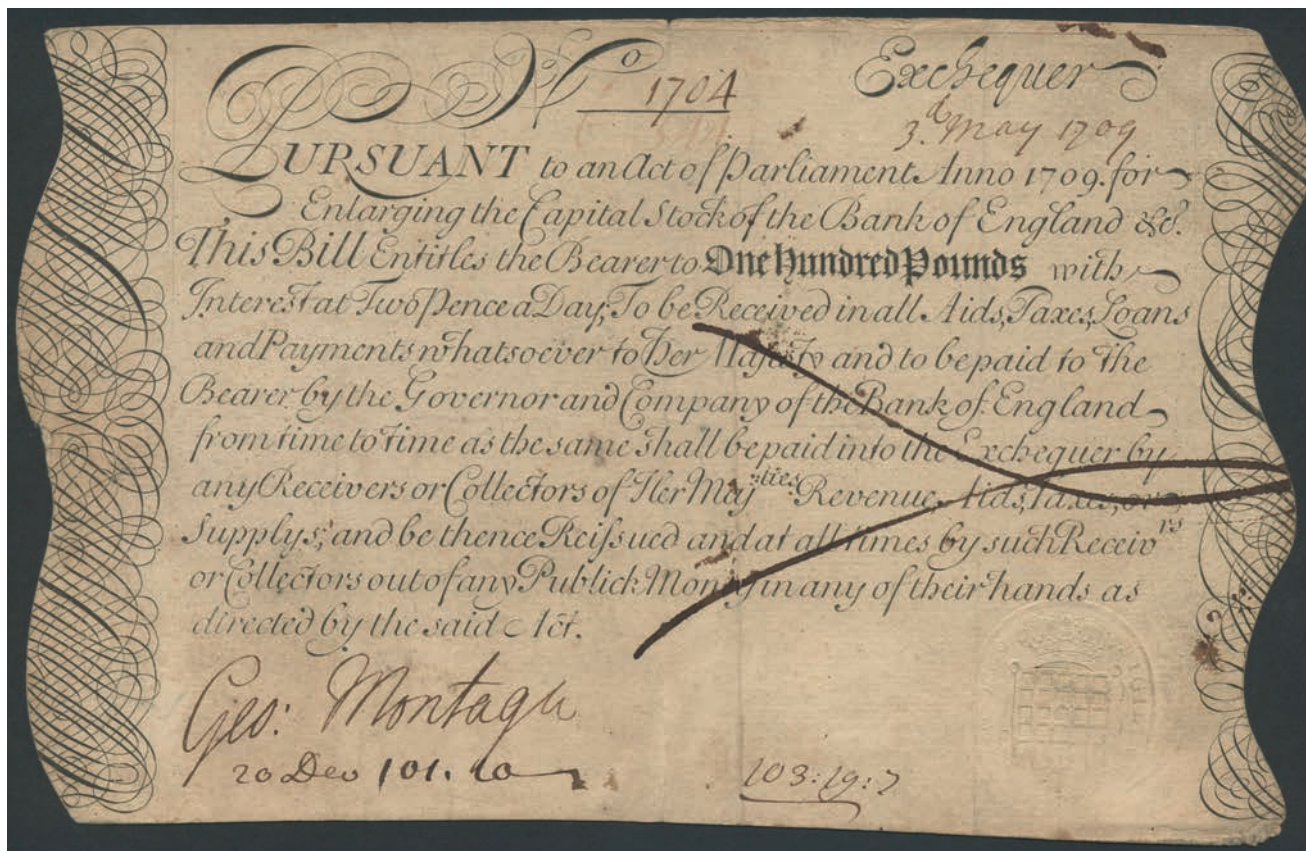 No 1704 Exchequer
3d May 1709
PURSUANT to an Act of Parliament Anno 1709. for
Enlarging the Capital Stock of the Bank of England &c.
This Bill Entitles the Bearer to One Hundred Pounds with
Interest at Two Pence a Day, To be Received in all Aids, Taxes, Loans
and Payments whatsoever to Her Majesty and to be paid to the
Bearer by the Governor and Company of the Bank of England
from time to time as the same shall be paid into the Exchequer by
any Receivers or Collectors of Her Majties Revenue, Aids, Taxes, or
Supplys; and be thence Reissued and at all times by such Receivrs
or Collectors out of any Publick Money in any of their hands as
directed by the said Act.
Geo: Montagu
20 Dec 101. 10
103:19:7